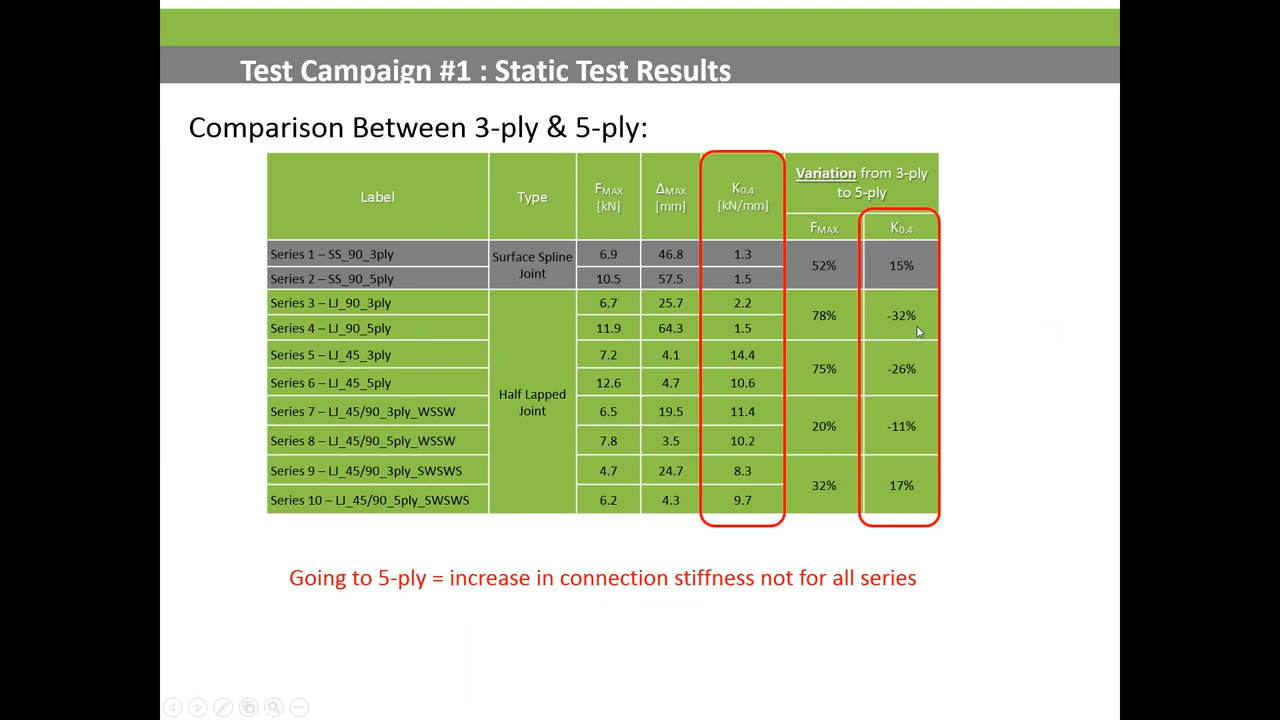 Test Campaign #1 : Static Test Results
Comparison Between 3-ply & 5-ply:
Label Type FMAX [kN] ΔMAX [mm] K0.4 [kN/mm] Variation from 3-ply to 5-ply
FMAX K0.4
Series 1 – SS_90_3ply Surface Spline Joint 6.9 46.8 1.3 52% 15%
Series 2 – SS_90_5ply 10.5 57.5 1.5
Series 3 – LJ_90_3ply Half Lapped Joint 6.7 25.7 2.2 78% -32%
Series 4 – LJ_90_5ply 11.9 64.3 1.5
Series 5 – LJ_45_3ply 7.2 4.1 14.4 75% -26%
Series 6 – LJ_45_5ply 12.6 4.7 10.6
Series 7 – LJ_45/90_3ply_WSSW 6.5 19.5 11.4 20% -11%
Series 8 – LJ_45/90_5ply_WSSW 7.8 3.5 10.2
Series 9 – LJ_45/90_3ply_SWSWS 4.7 24.7 8.3 32% 17%
Series 10 – LJ_45/90_5ply_SWSWS 6.2 4.3 9.7
Going to 5-ply = increase in connection stiffness not for all series